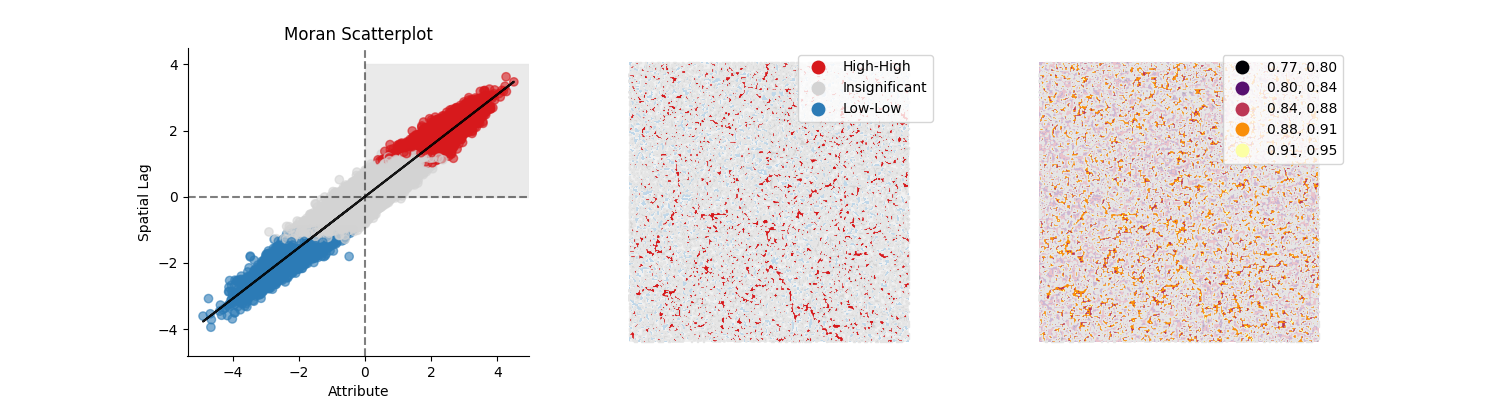 Moran Scatterplot
4
2
0
−2
−4
Spatial Lag
−4
−2
0
2
4
Attribute
High-High
Insignificant
Low-Low
0.77, 0.80
0.80, 0.84
0.84, 0.88
0.88, 0.91
0.91, 0.95